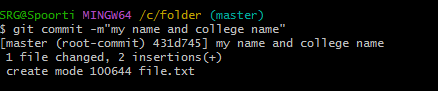 SRG@Spoorti MINGW64 /c/folder (master)
$ git commit -m"my name and college name"
[master (root-commit) 431d745] my name and college name
 1 file changed, 2 insertions(+)
 create mode 100644 file.txt